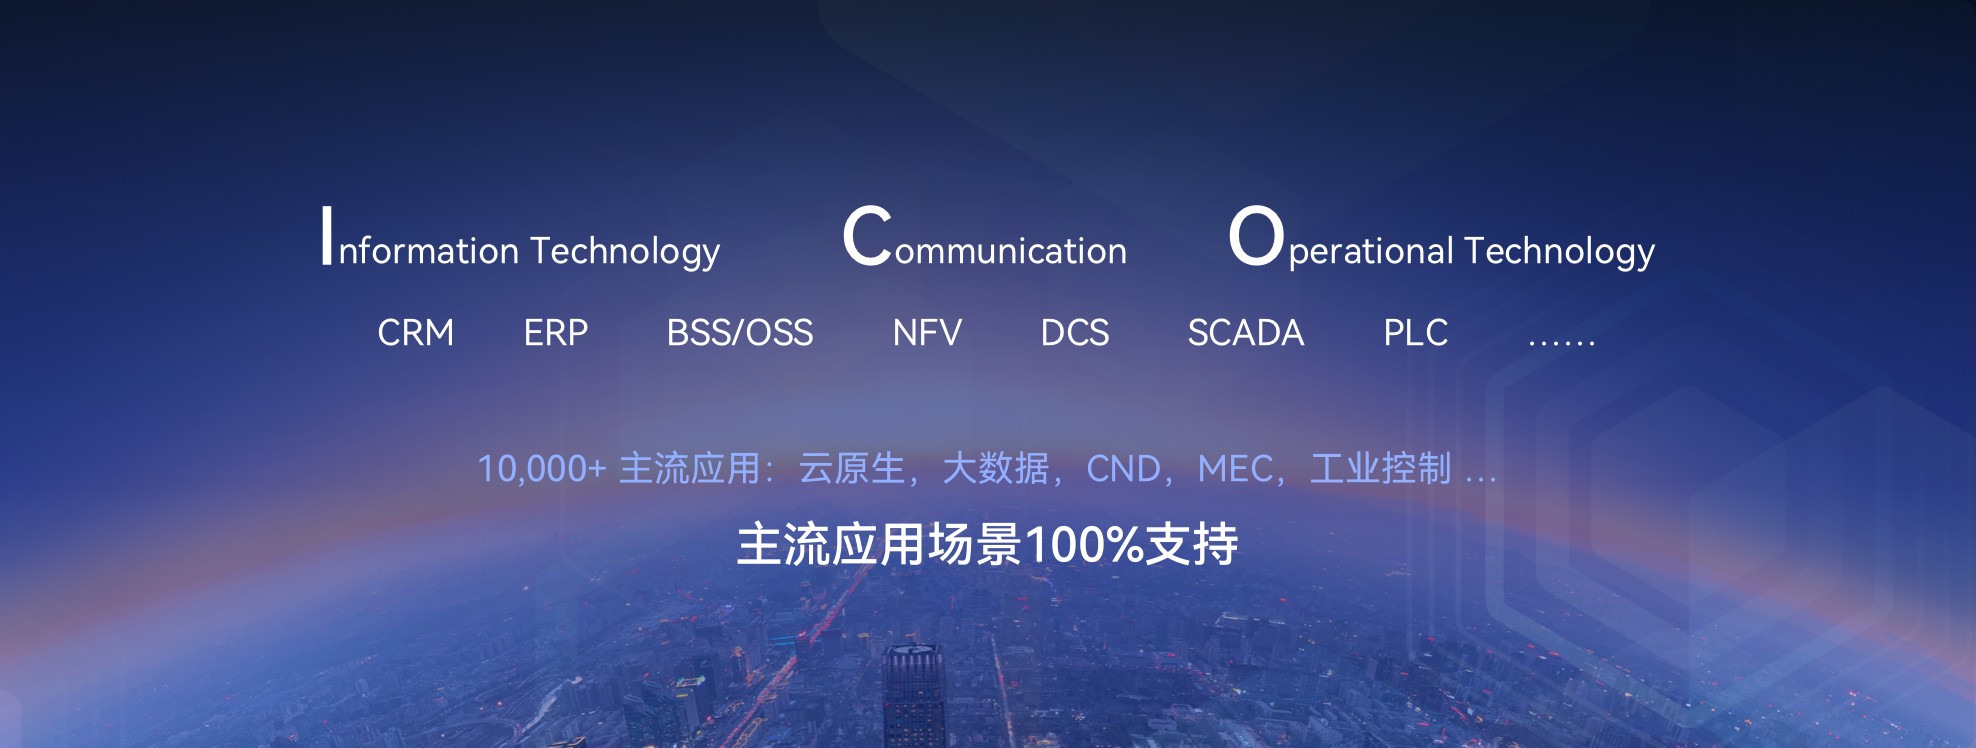 Information Technology Communication Operational Technology
CRM ERP BSS/OSS NFV DCS SCADA PLC ……
10,000+ 主流应用：云原生，大数据，CND，MEC，工业控制 …
主流应用场景100%支持